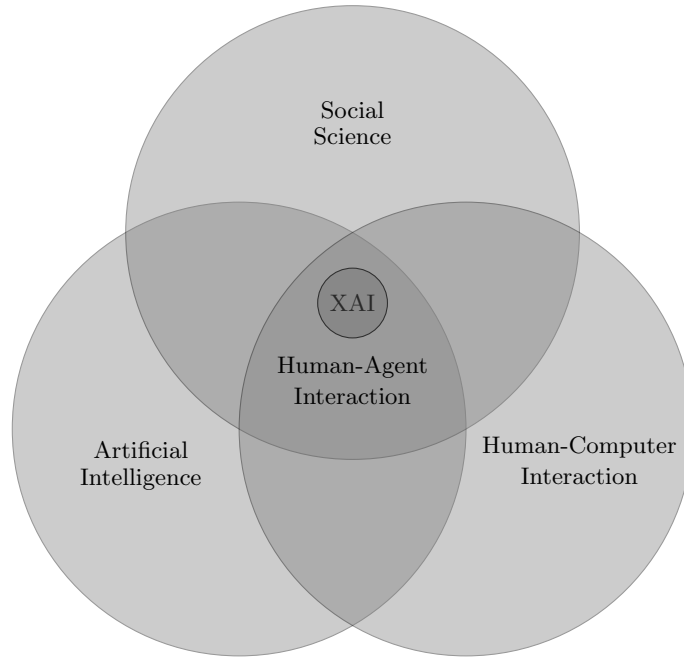 Social
Science
XAI
Human-Agent
Interaction
Artificial
Intelligence
Human-Computer
Interaction